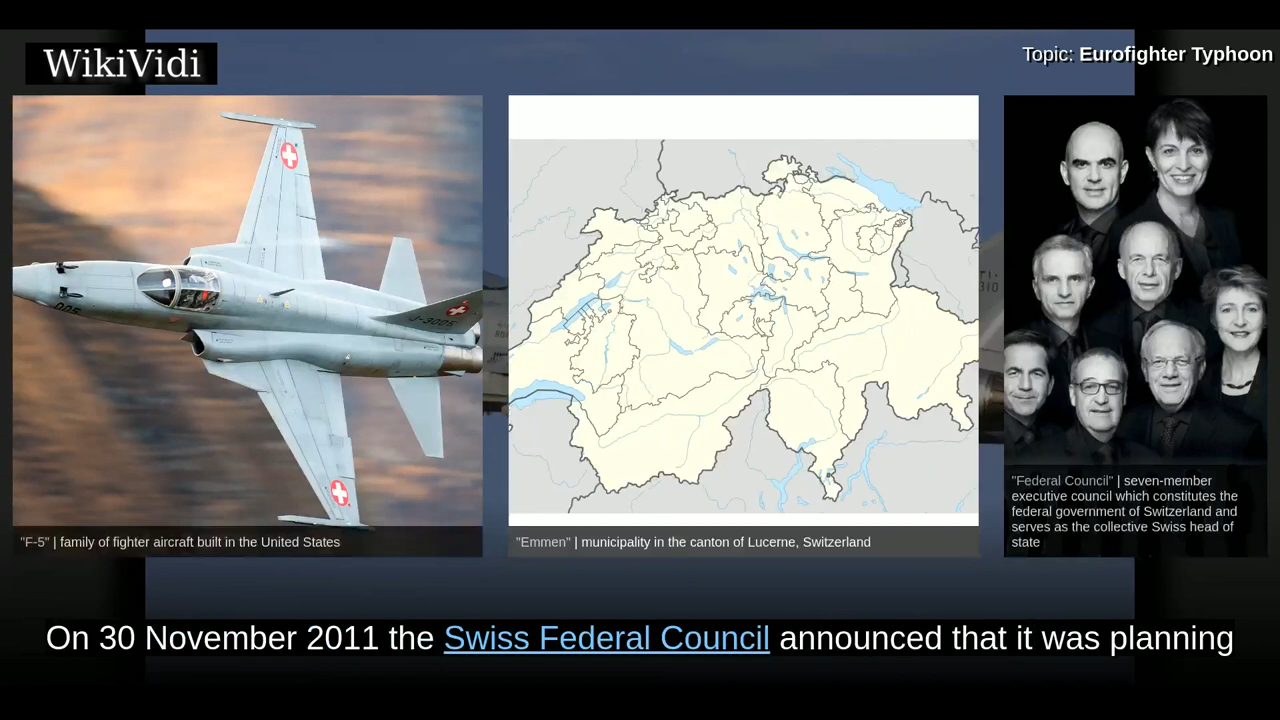 WikiVidi
Topic: Eurofighter Typhoon
J-3005
"F-5" | family of fighter aircraft built in the United States
"Emmen" | municipality in the canton of Lucerne, Switzerland
310
"Federal Council" | seven-member
executive council which constitutes the
federal government of Switzerland and
serves as the collective Swiss head of
state
On 30 November 2011 the Swiss Federal Council announced that it was planning